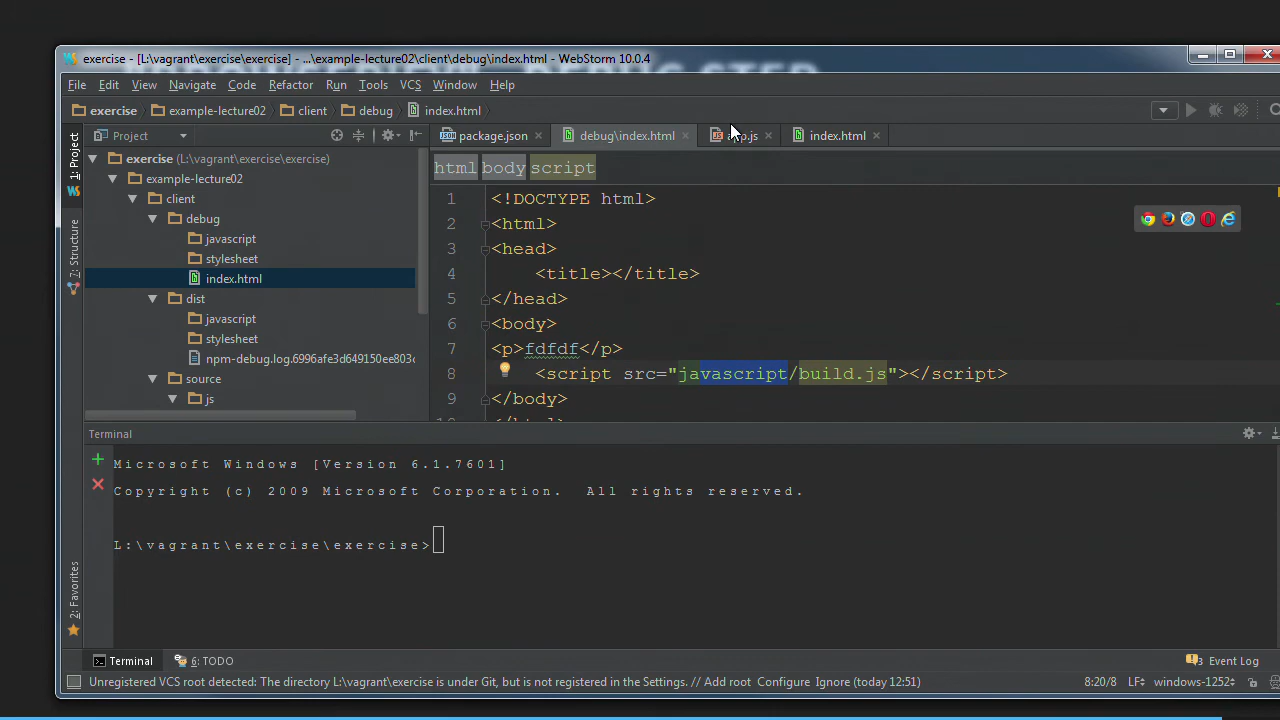 exercise - [L:\vagrant\exercise\exercise] - ...\example-lecture02\client\debug\index.html - WebStorm 10.0.4
File Edit View Navigate Code Refactor Run Tools VCS Window Help
exercise example-lecture02 client debug index.html
1: Project
Project
package.json debug\index.html index.html
exercise (L:\vagrant\exercise\exercise)
example-lecture02
client
debug
javascript
stylesheet
index.html
dist
javascript
stylesheet
npm-debug.log.6996afe3d649150ee803c
source
js
7: Structure
html body script
1 <!DOCTYPE html>
2 <html>
3 <head>
4 <title></title>
5 </head>
6 <body>
7 <p>fdfdf</p>
8 <script src="javascript/build.js"></script>
9 </body>
Terminal
Microsoft Windows [Version 6.1.7601]
Copyright (c) 2009 Microsoft Corporation. All rights reserved.
L:\vagrant\exercise\exercise>
2: Favorites
Terminal 6: TODO
3 Event Log
Unregistered VCS root detected: The directory L:\vagrant\exercise is under Git, but is not registered in the Settings. // Add root Configure Ignore (today 12:51)
8:20/8 LF windows-1252